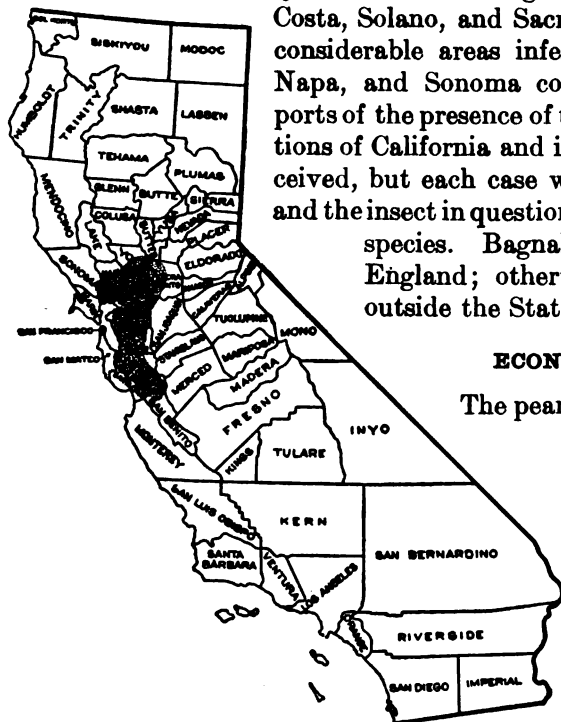 Costa, Solano, and Sacr
considerable areas infe
Napa, and Sonoma co
ports of the presence of t
tions of California and i
ceived, but each case w
and the insect in question
species. Bagna
England; other
outside the Stat
ECON
The pear
SISKIYOU
MODOC
HUMBOLDT
TRINITY
SHASTA
LASSEN
TEHAMA
PLUMAS
MENDOCINO
GLENN
BUTTE
SIERRA
COLUSA
NEVADA
LAKE
PLACER
ELDORADO
SONOMA
TUOLUMNE
MONO
SAN FRANCISCO
SAN MATEO
STANISLAUS
MARIPOSA
MERCED
MADERA
FRESNO
SAN BENITO
INYO
MONTEREY
KINGS
TULARE
SAN LUIS OBISPO
KERN
SANTA BARBARA
VENTURA
LOS ANGELES
SAN BERNARDINO
ORANGE
RIVERSIDE
SAN DIEGO
IMPERIAL